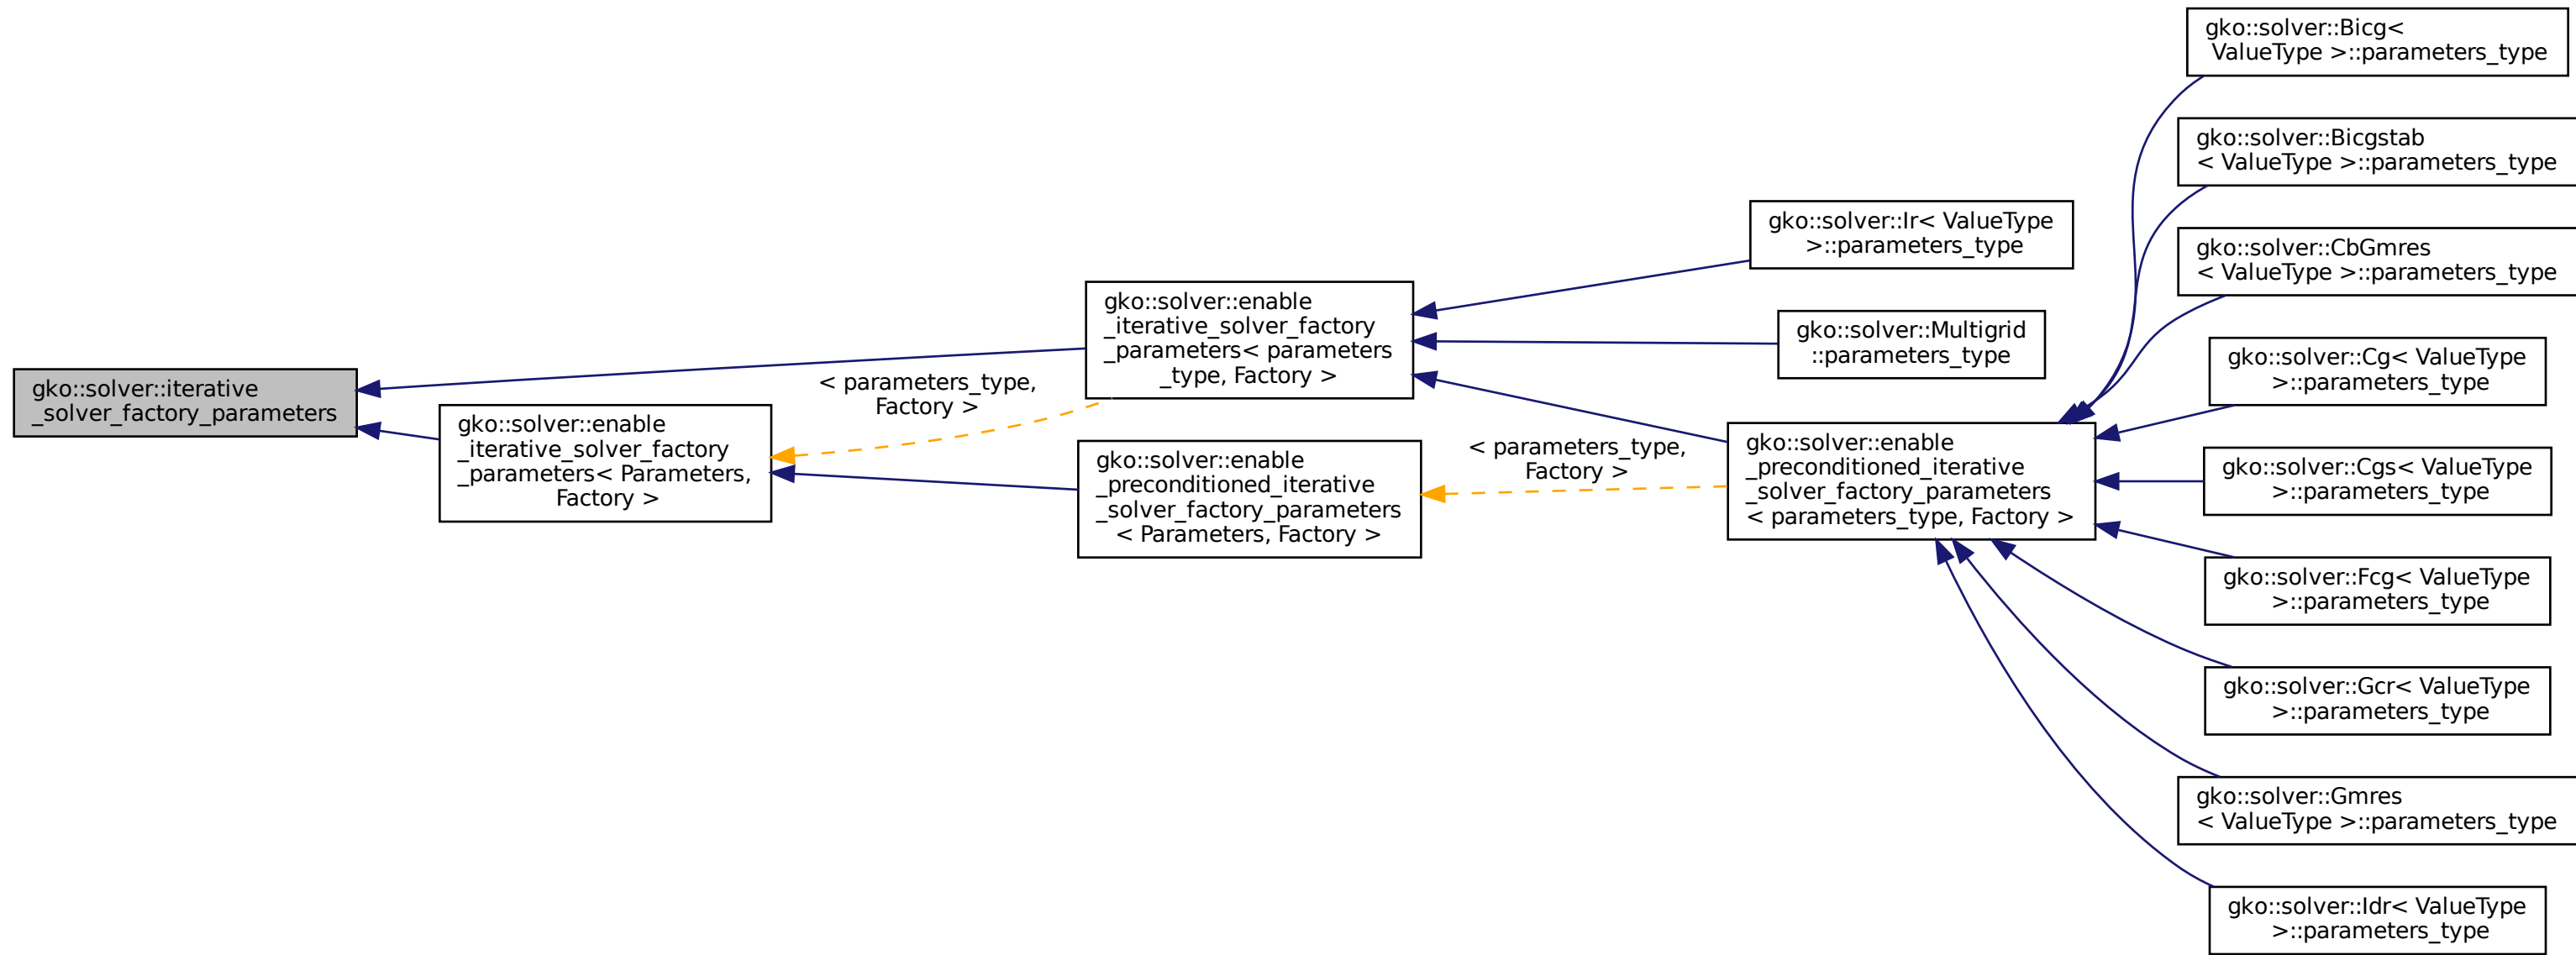 gko::solver::iterative
_solver_factory_parameters
gko::solver::enable
_iterative_solver_factory
_parameters< Parameters,
Factory >
< parameters_type,
Factory >
gko::solver::enable
_iterative_solver_factory
_parameters< parameters
_type, Factory >
gko::solver::enable
_preconditioned_iterative
_solver_factory_parameters
< Parameters, Factory >
< parameters_type,
Factory >
gko::solver::Ir< ValueType
>::parameters_type
gko::solver::Multigrid
::parameters_type
gko::solver::enable
_preconditioned_iterative
_solver_factory_parameters
< parameters_type, Factory >
gko::solver::Bicg<
ValueType >::parameters_type
gko::solver::Bicgstab
< ValueType >::parameters_type
gko::solver::CbGmres
< ValueType >::parameters_type
gko::solver::Cg< ValueType
>::parameters_type
gko::solver::Cgs< ValueType
>::parameters_type
gko::solver::Fcg< ValueType
>::parameters_type
gko::solver::Gcr< ValueType
>::parameters_type
gko::solver::Gmres
< ValueType >::parameters_type
gko::solver::Idr< ValueType
>::parameters_type